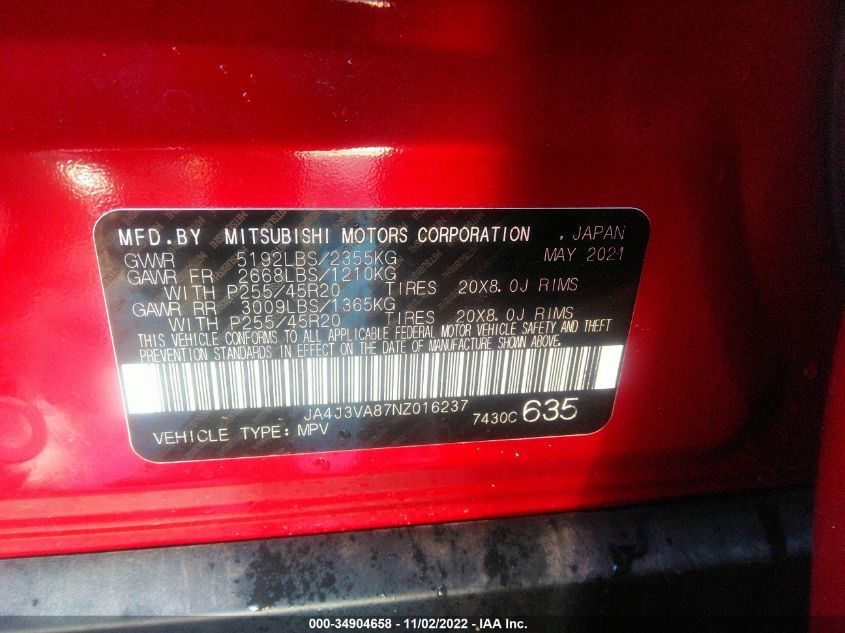 MFD.BY MITSUBISHI MOTORS CORPORATION , JAPAN
GVWR 5192LBS/2355KG MAY 2021
GAWR FR 2668LBS/1210KG
WITH P255/45R20 TIRES 20X8.0J RIMS
GAWR RR 3009LBS/1365KG
WITH P255/45R20 TIRES 20X8.0J RIMS
THIS VEHICLE CONFORMS TO ALL APPLICABLE FEDERAL MOTOR VEHICLE SAFETY AND THEFT
PREVENTION STANDARDS IN EFFECT ON THE DATE OF MANUFACTURE SHOWN ABOVE.
JA4J3VA87NZ016237
7430C 635
VEHICLE TYPE: MPV
000-34904658 - 11/02/2022 - IAA Inc.